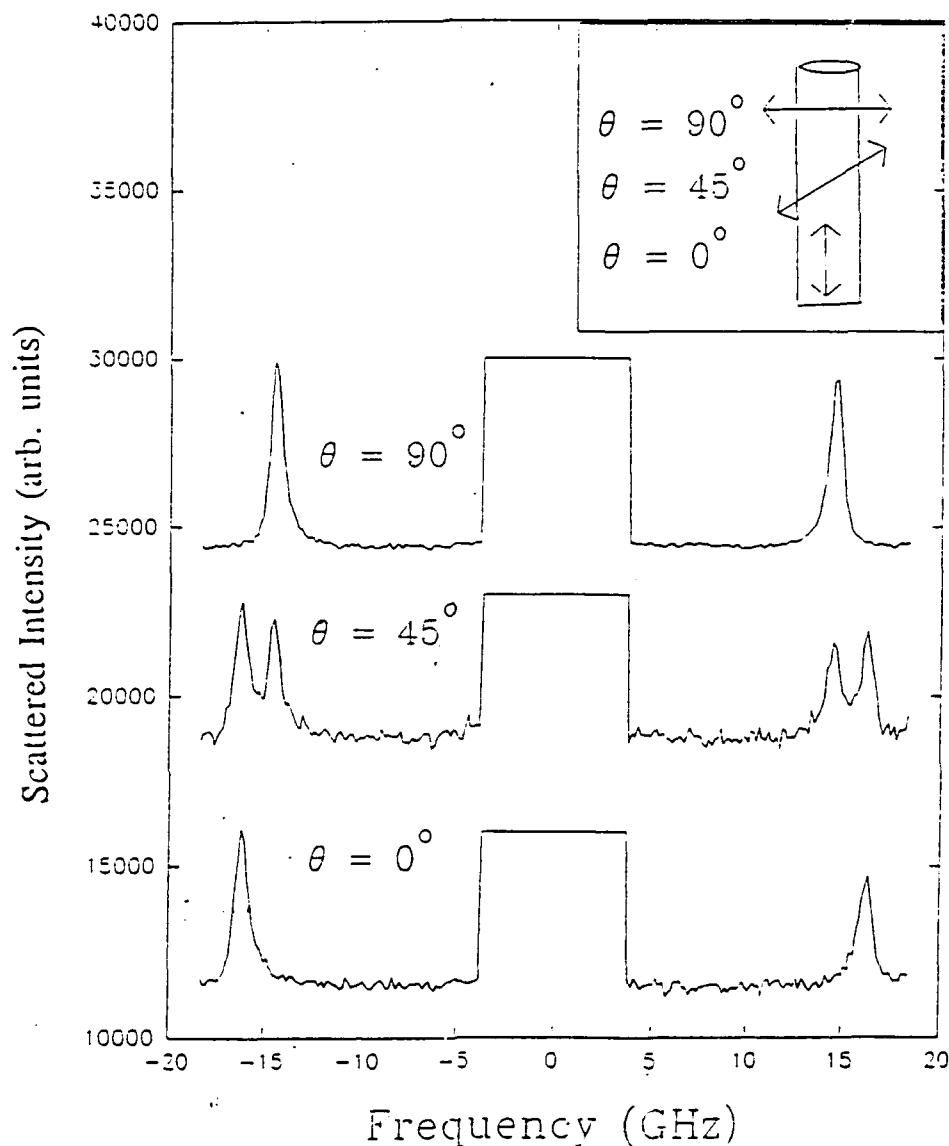 40000
35000
30000
25000
20000
15000
10000
Scattered Intensity (arb. units)
θ = 90°
θ = 45°
θ = 0°
θ = 90°
θ = 45°
θ = 0°
-20
-15
-10
-5
0
5
10
15
20
Frequency (GHz)